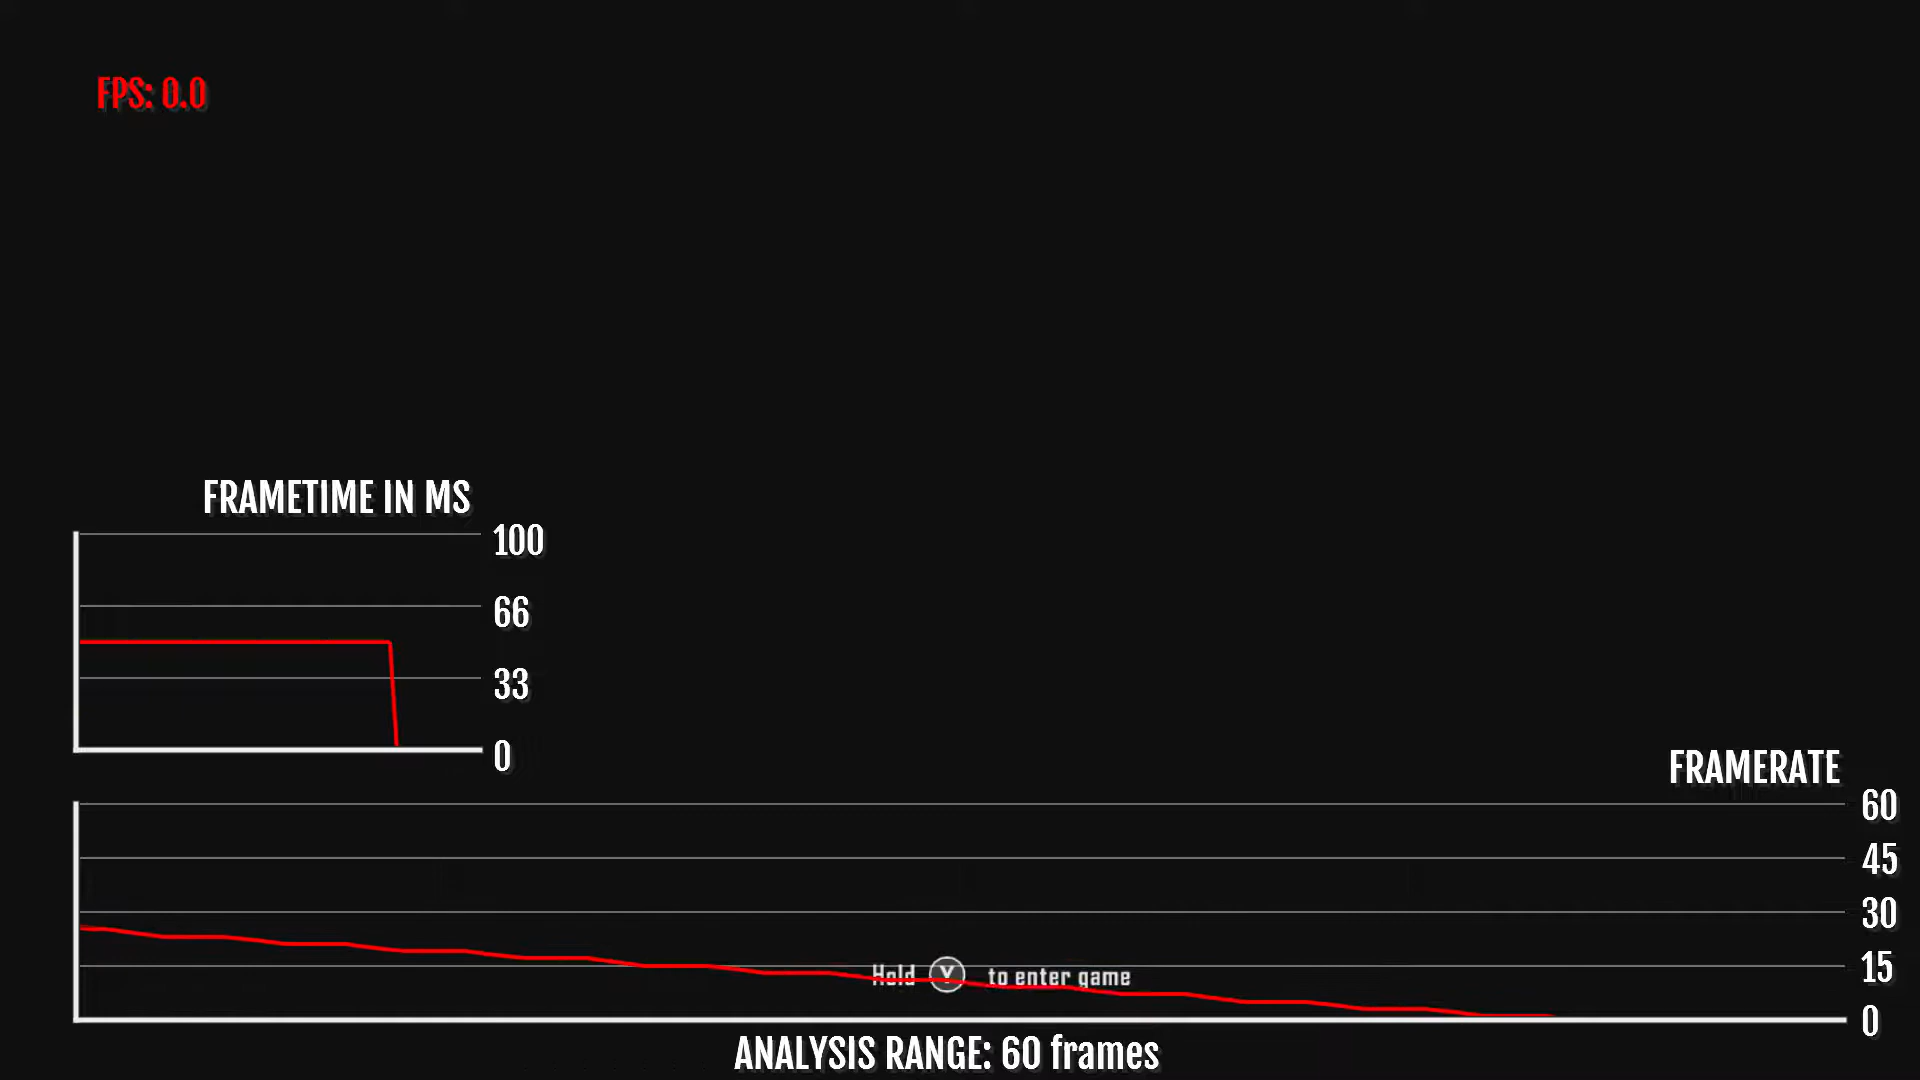 FPS: 0.0
FRAMETIME IN MS
100
66
33
0
FRAMERATE
60
45
30
15
0
Hold Y to enter game
ANALYSIS RANGE: 60 frames